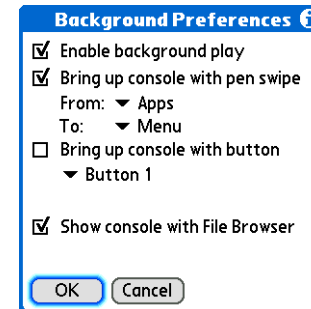 Background Preferences i
Enable background play
Bring up console with pen swipe
From: Apps
To: Menu
Bring up console with button
Button 1
Show console with File Browser
OK Cancel